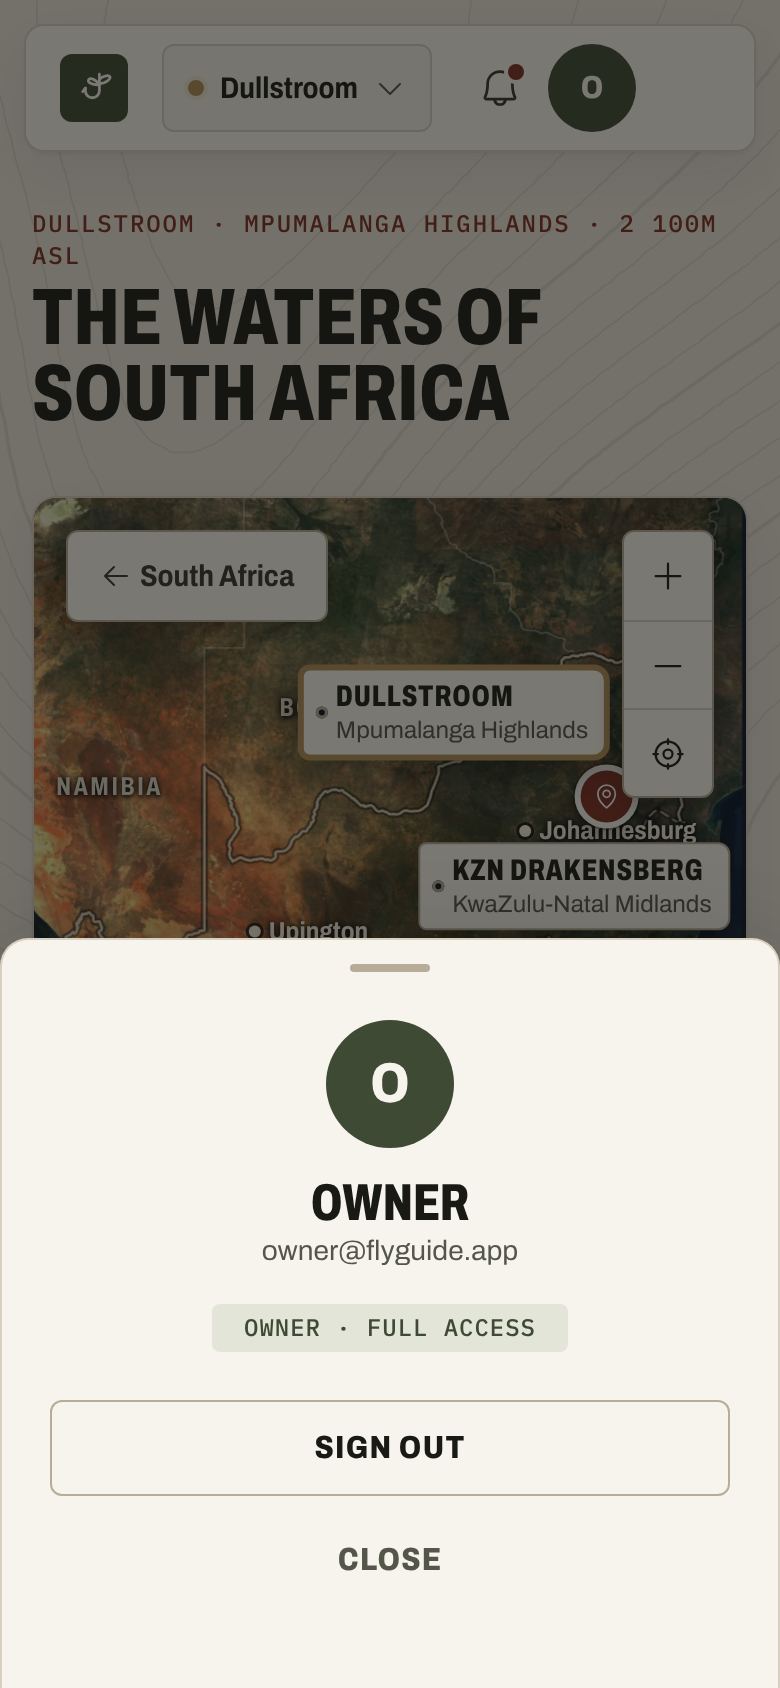 Dullstroom
O
DULLSTROOM · MPUMALANGA HIGHLANDS · 2 100M
ASL
THE WATERS OF
SOUTH AFRICA
South Africa
DULLSTROOM
Mpumalanga Highlands
NAMIBIA
Johannesburg
KZN DRAKENSBERG
KwaZulu-Natal Midlands
Upington
O
OWNER
owner@flyguide.app
OWNER · FULL ACCESS
SIGN OUT
CLOSE